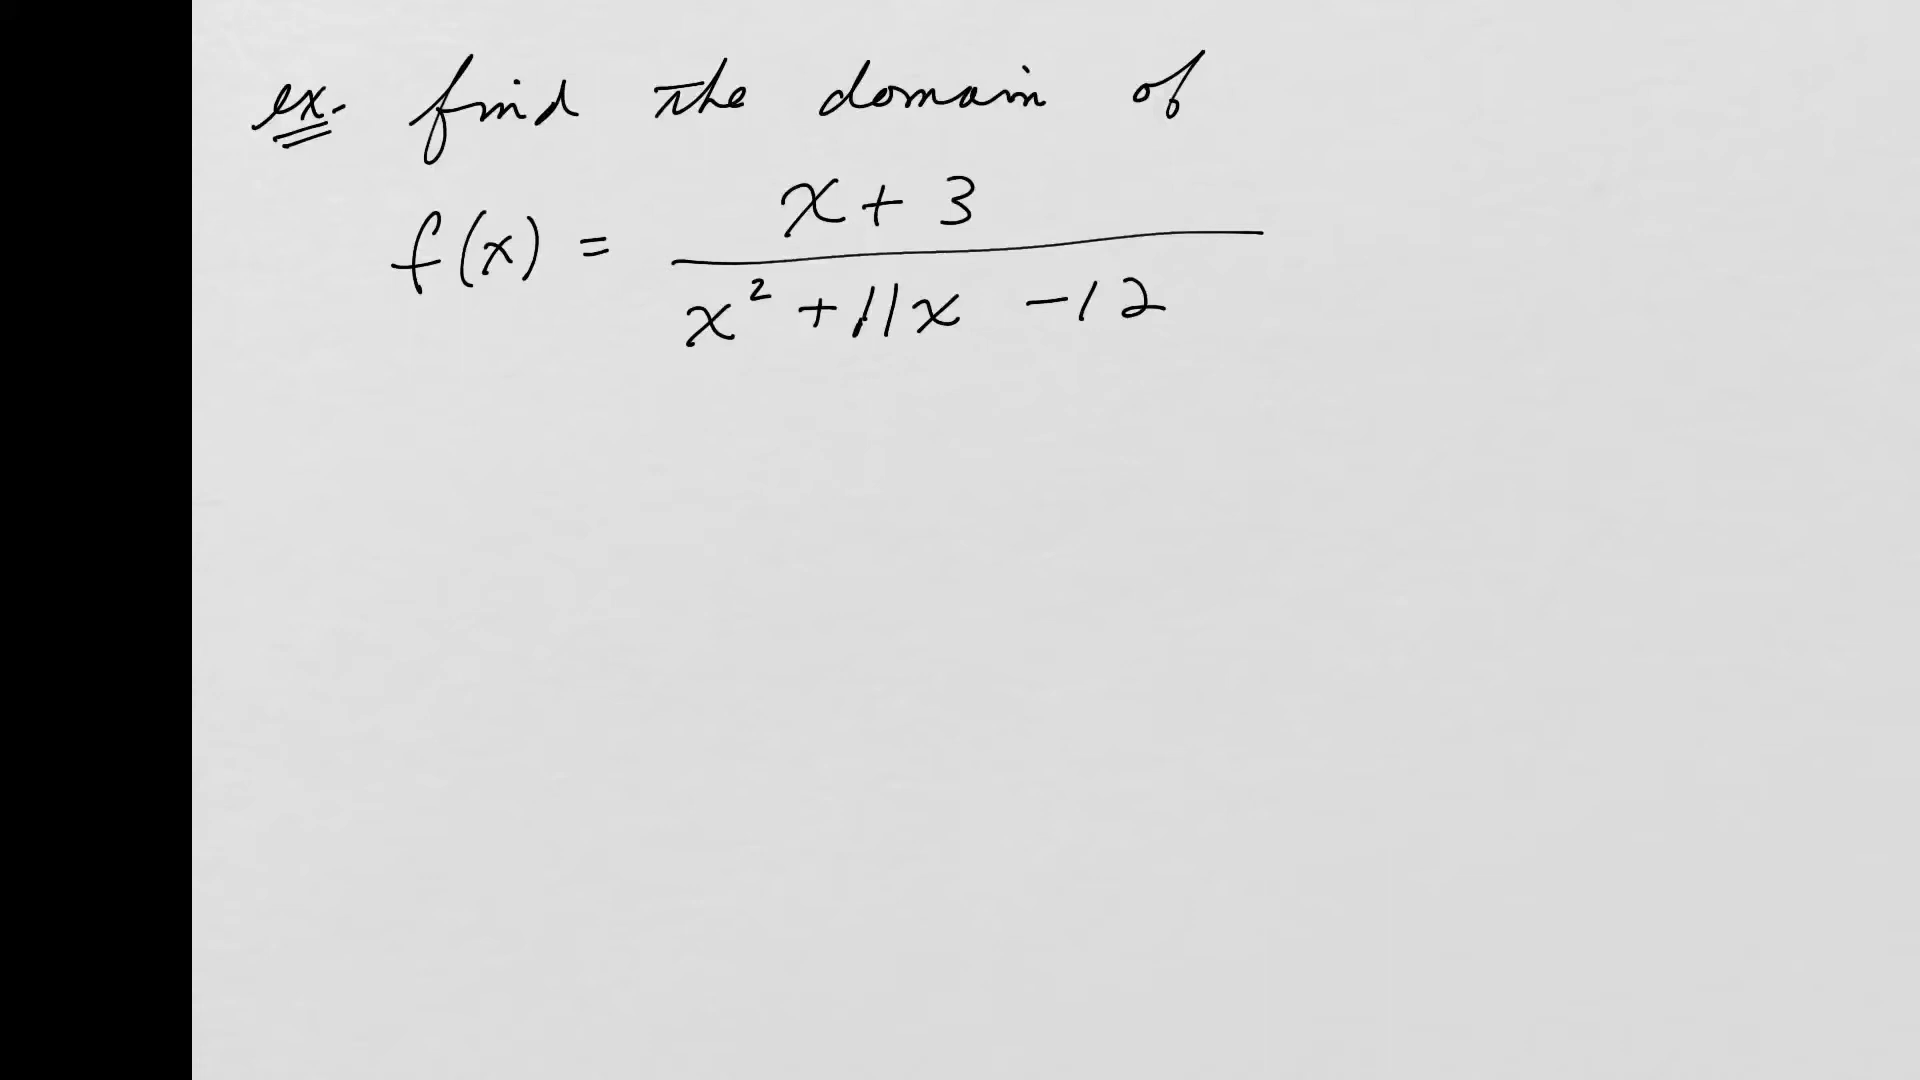 ex. find the domain of
f(x) = x + 3
x² + 11x - 12